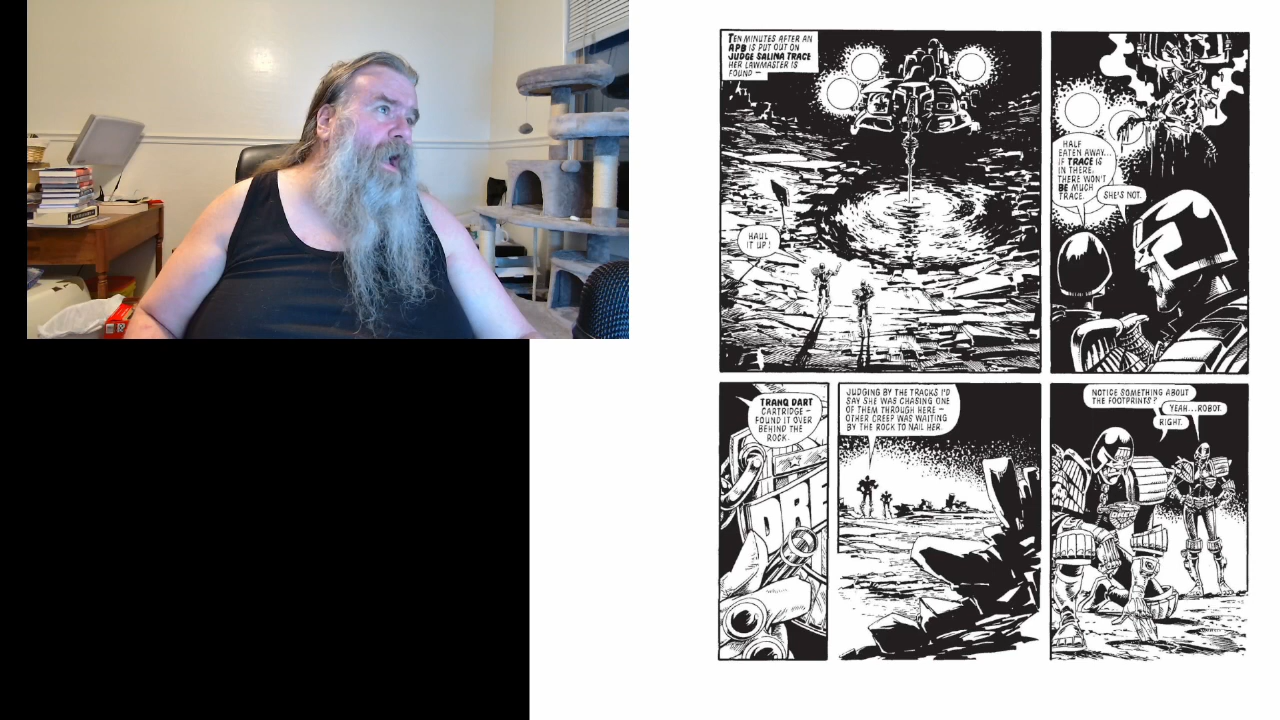 TEN MINUTES AFTER AN
APB IS PUT OUT ON
JUDGE SALINA TRACE
HER LAWMASTER IS
FOUND –
HAUL
IT UP!
HALF
EATEN AWAY...
IF TRACE IS
IN THERE,
THERE WON'T
BE MUCH
TRACE.
SHE'S NOT.
TRANQ DART
CARTRIDGE –
FOUND IT OVER
BEHIND THE
ROCK.
DRE
JUDGING BY THE TRACKS I'D
SAY SHE WAS CHASING ONE
OF THEM THROUGH HERE –
OTHER CREEP WAS WAITING
BY THE ROCK TO NAIL HER.
NOTICE SOMETHING ABOUT
THE FOOTPRINTS?
YEAH...ROBOT.
RIGHT.
DREDD